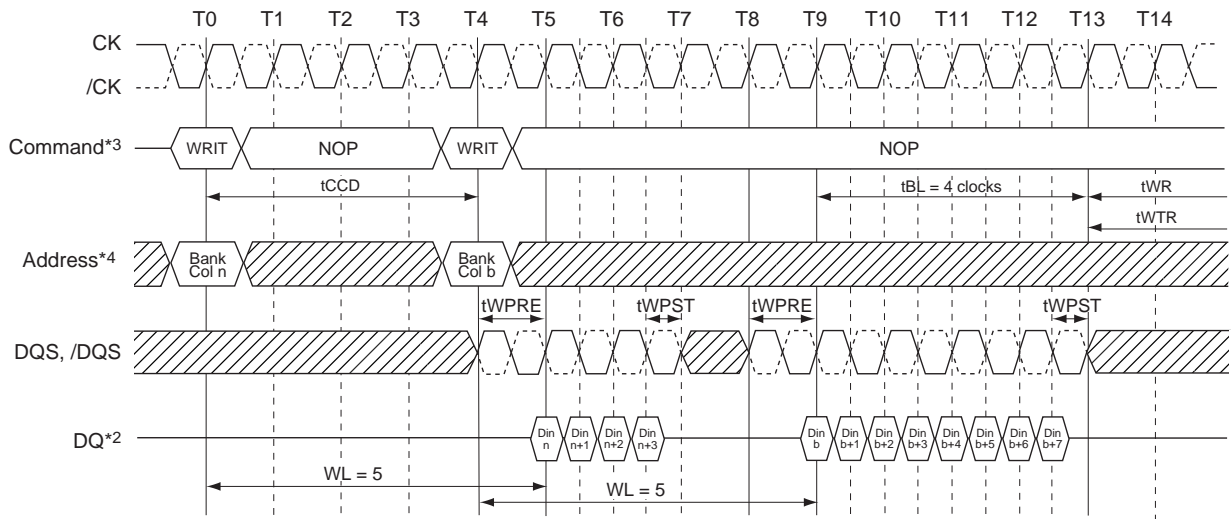 T0 T1 T2 T3 T4 T5 T6 T7 T8 T9 T10 T11 T12 T13 T14
CK
/CK
Command*3 WRIT NOP WRIT NOP
tCCD tBL = 4 clocks tWR
tWTR
Address*4 Bank Col n Bank Col b
tWPRE tWPST tWPRE tWPST
DQS, /DQS
DQ*2 Din n Din n+1 Din n+2 Din n+3 Din b Din b+1 Din b+2 Din b+3 Din b+4 Din b+5 Din b+6 Din b+7
WL = 5 WL = 5